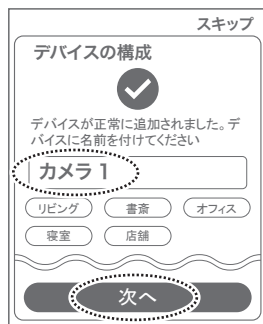 スキップ
デバイスの構成
デバイスが正常に追加されました。デ
バイスに名前を付けてください
カメラ 1
リビング 書斎 オフィス
寝室 店舗
次へ